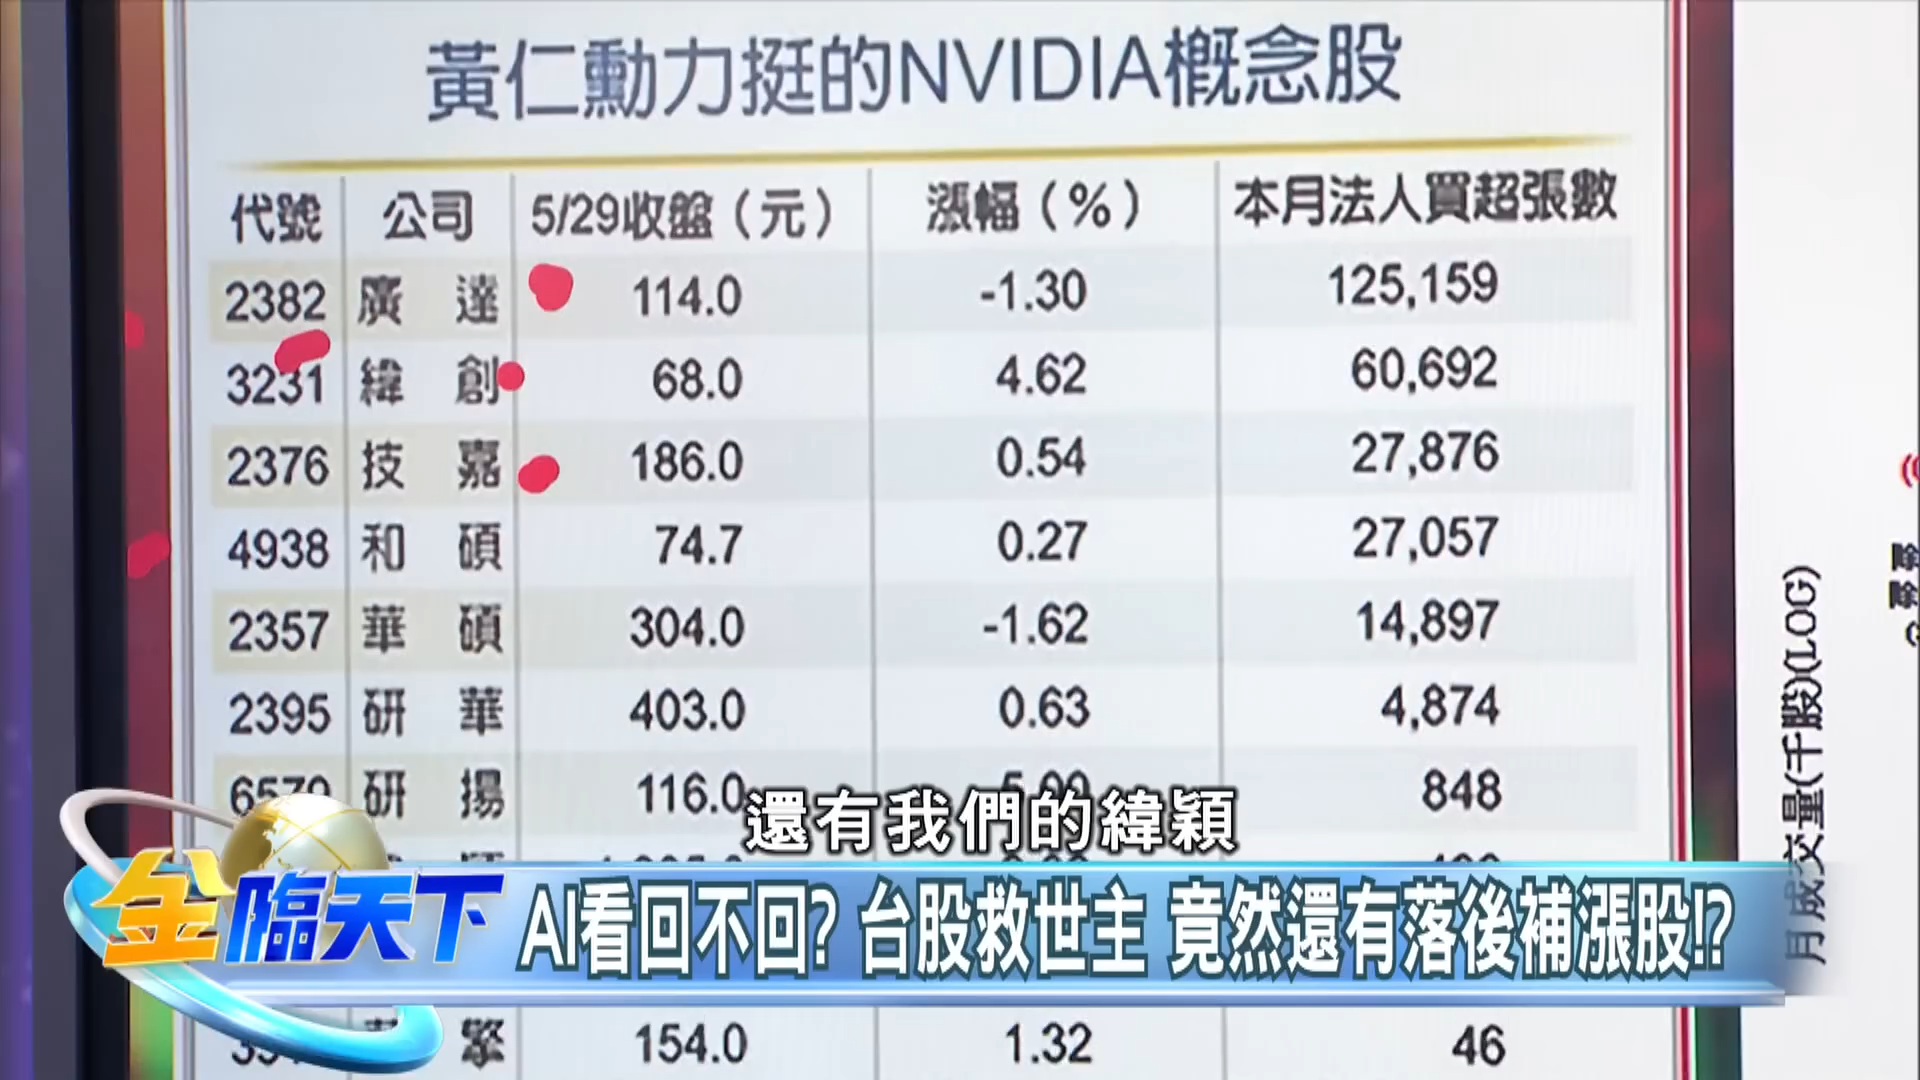 黃仁勳力挺的NVIDIA概念股
代號 公司 5/29收盤（元） 漲幅（%） 本月法人買超張數
2382 廣達 114.0 -1.30 125,159
3231 緯創 68.0 4.62 60,692
2376 技嘉 186.0 0.54 27,876
4938 和碩 74.7 0.27 27,057
2357 華碩 304.0 -1.62 14,897
2395 研華 403.0 0.63 4,874
6579 研揚 116.0 848
還有我們的緯穎
金臨天下
AI看回不回? 台股救世主 竟然還有落後補漲股!?
擎 154.0 1.32 46
月成交量(千股)(LOG)